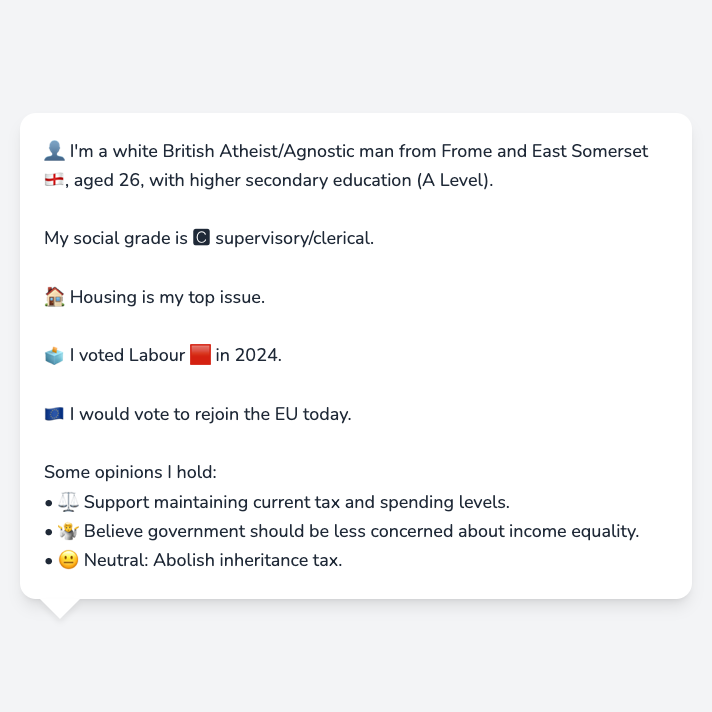 👤 I'm a white British Atheist/Agnostic man from Frome and East Somerset
🏴󠁧󠁢󠁥󠁮󠁧󠁿, aged 26, with higher secondary education (A Level).
My social grade is 🅲 supervisory/clerical.
🏠 Housing is my top issue.
🗳️ I voted Labour 🟥 in 2024.
🇪🇺 I would vote to rejoin the EU today.
Some opinions I hold:
• ⚖️ Support maintaining current tax and spending levels.
• 🤷 Believe government should be less concerned about income equality.
• 😐 Neutral: Abolish inheritance tax.